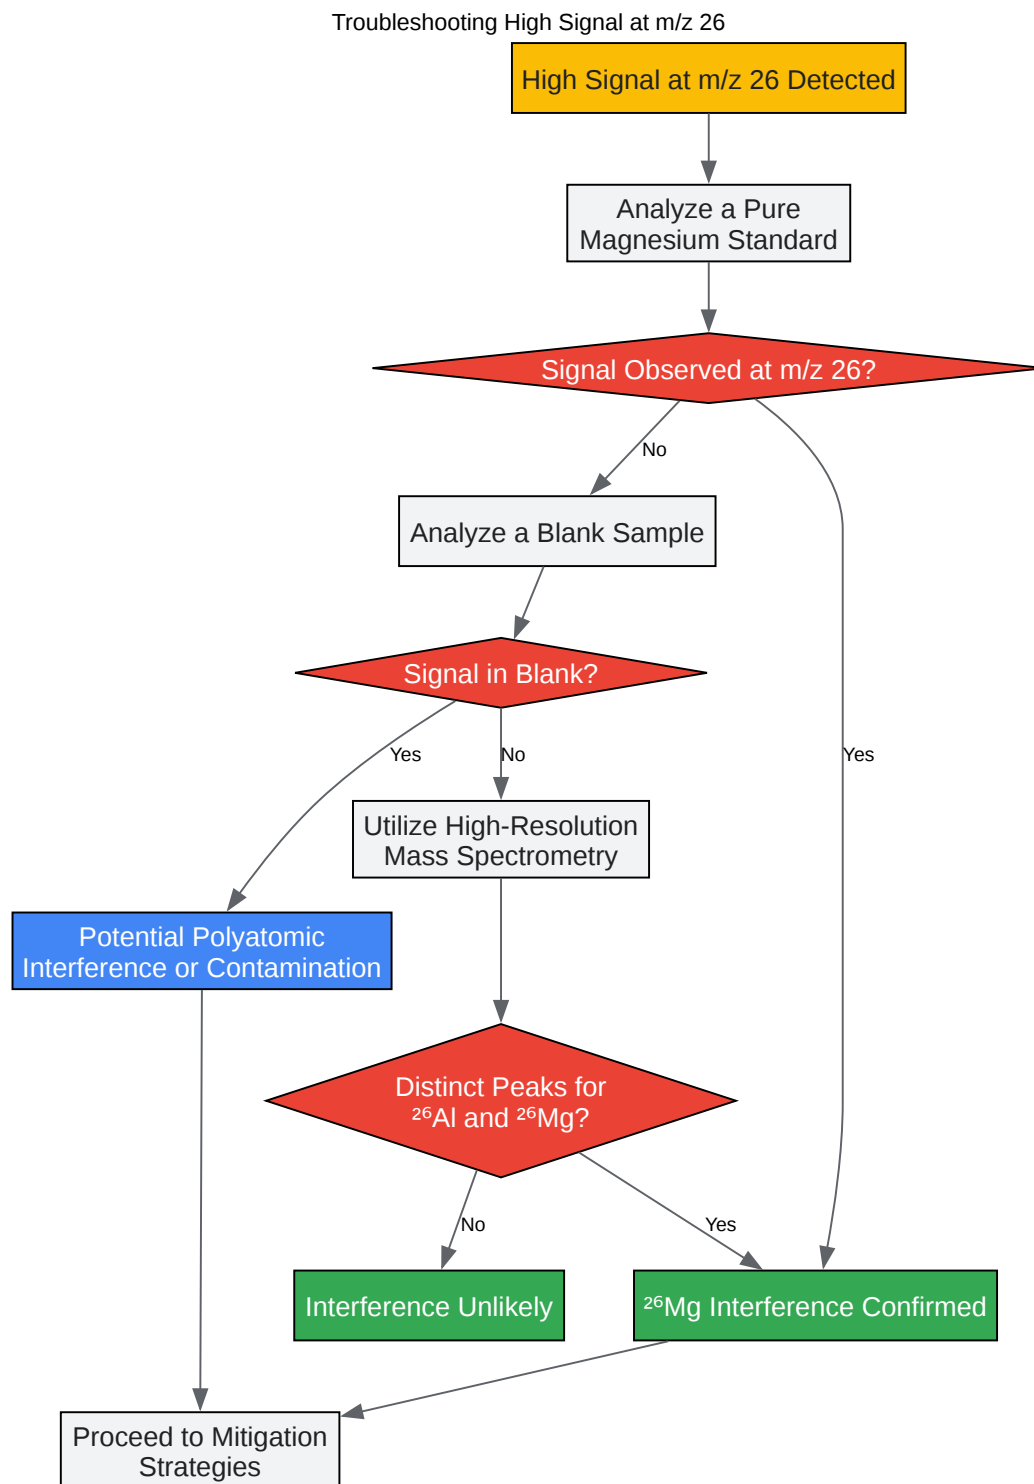 Troubleshooting High Signal at m/z 26
High Signal at m/z 26 Detected
Analyze a Pure
Magnesium Standard
Signal Observed at m/z 26?
No
Analyze a Blank Sample
Signal in Blank?
Yes
No
Yes
Utilize High-Resolution
Mass Spectrometry
Potential Polyatomic
Interference or Contamination
Distinct Peaks for
²⁶Al and ²⁶Mg?
No
Yes
Interference Unlikely
²⁶Mg Interference Confirmed
Proceed to Mitigation
Strategies